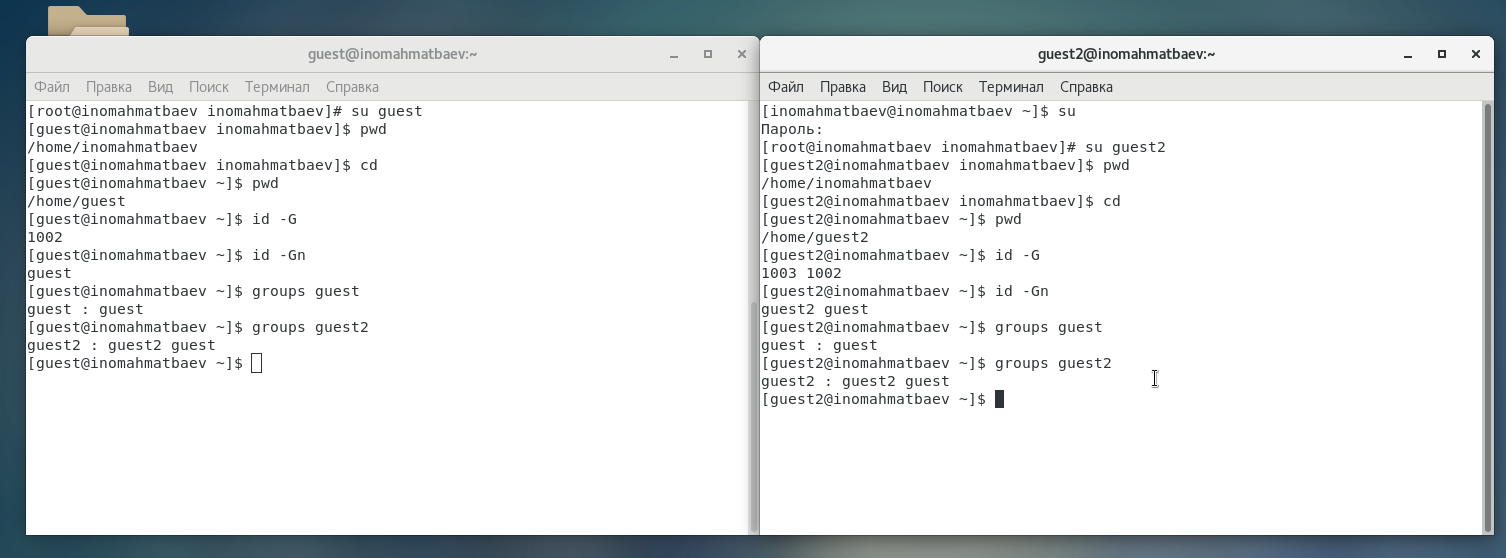 guest@inomahmatbaev:~
Файл Правка Вид Поиск Терминал Справка
[root@inomahmatbaev inomahmatbaev]# su guest
[guest@inomahmatbaev inomahmatbaev]$ pwd
/home/inomahmatbaev
[guest@inomahmatbaev inomahmatbaev]$ cd
[guest@inomahmatbaev ~]$ pwd
/home/guest
[guest@inomahmatbaev ~]$ id -G
1002
[guest@inomahmatbaev ~]$ id -Gn
guest
[guest@inomahmatbaev ~]$ groups guest
guest : guest
[guest@inomahmatbaev ~]$ groups guest2
guest2 : guest2 guest
[guest@inomahmatbaev ~]$
guest2@inomahmatbaev:~
Файл Правка Вид Поиск Терминал Справка
[inomahmatbaev@inomahmatbaev ~]$ su
Пароль:
[root@inomahmatbaev inomahmatbaev]# su guest2
[guest2@inomahmatbaev inomahmatbaev]$ pwd
/home/inomahmatbaev
[guest2@inomahmatbaev inomahmatbaev]$ cd
[guest2@inomahmatbaev ~]$ pwd
/home/guest2
[guest2@inomahmatbaev ~]$ id -G
1003 1002
[guest2@inomahmatbaev ~]$ id -Gn
guest2 guest
[guest2@inomahmatbaev ~]$ groups guest
guest : guest
[guest2@inomahmatbaev ~]$ groups guest2
guest2 : guest2 guest
[guest2@inomahmatbaev ~]$